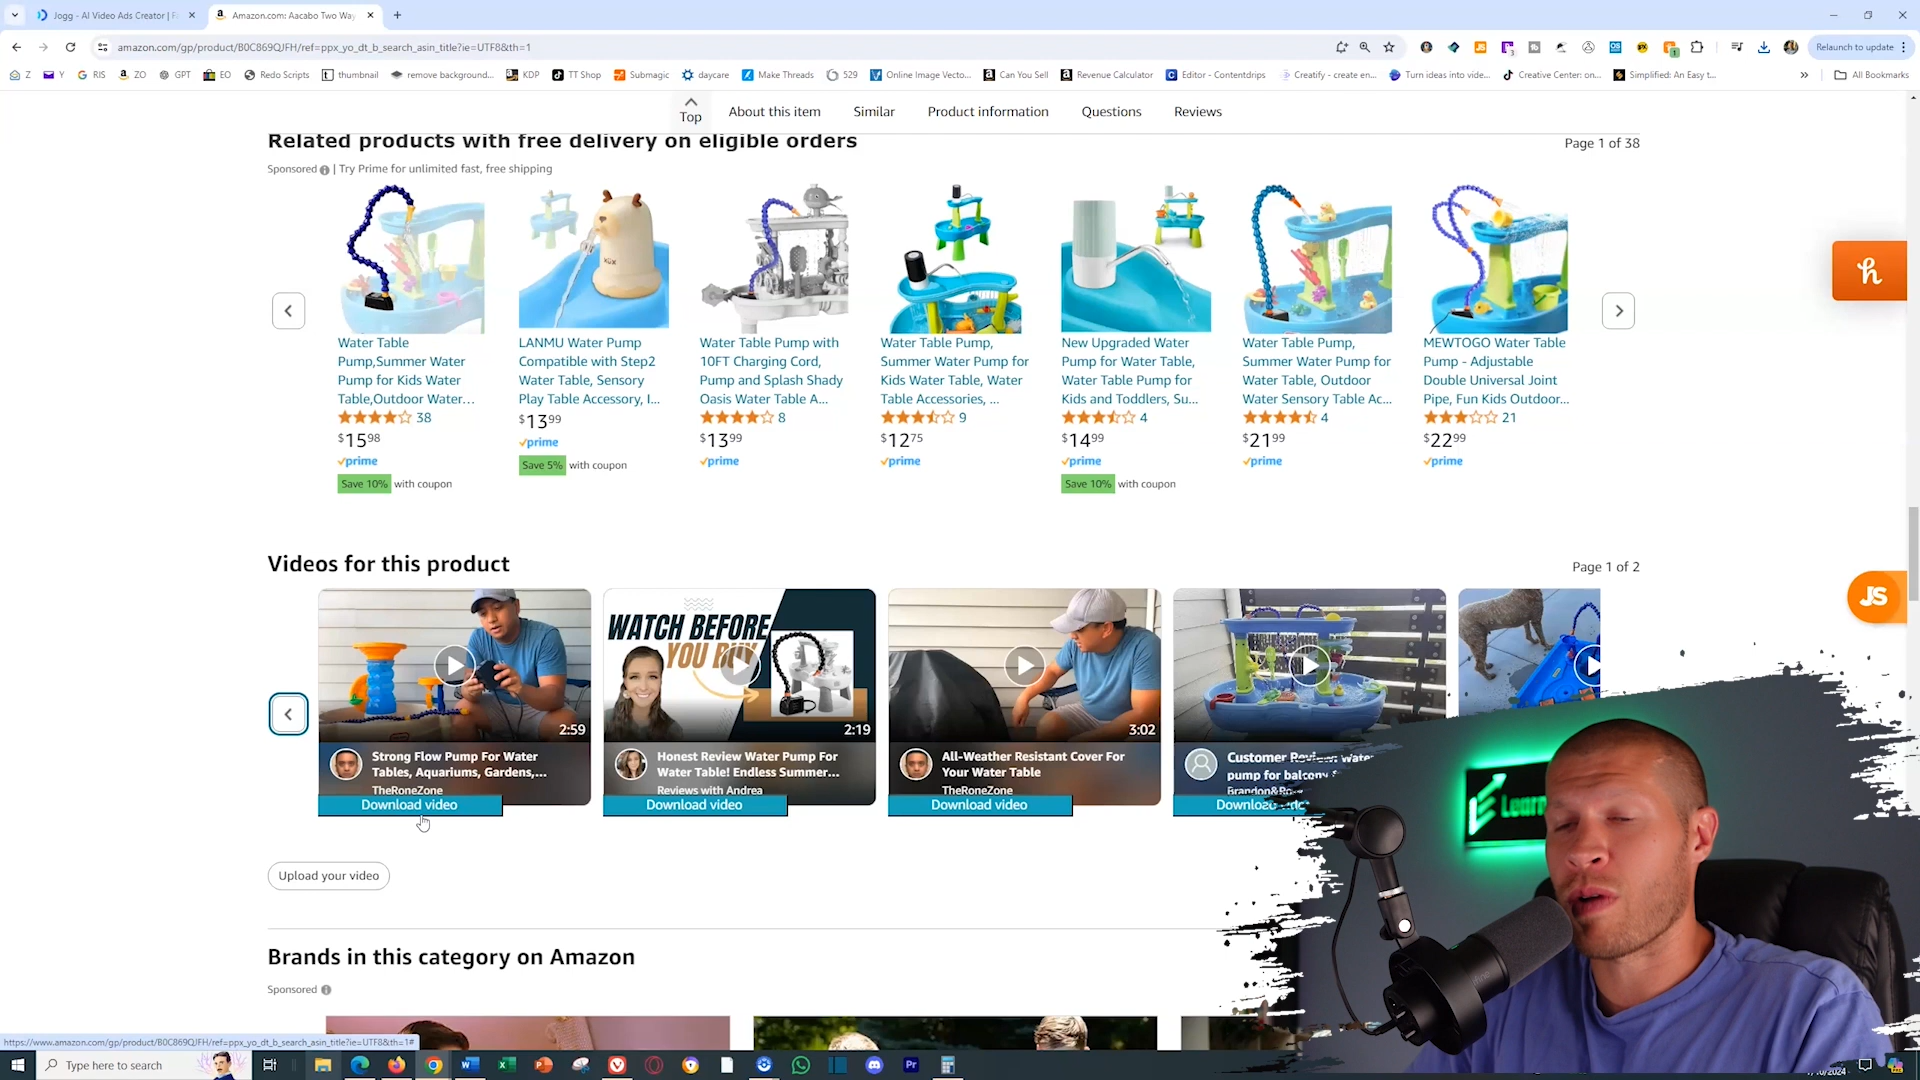 Jogg - AI Video Ads Creator | F
Amazon.com: Aacabo Two Way
amazon.com/gp/product/B0C869QJFH/ref=ppx_yo_dt_b_search_asin_title?ie=UTF8&th=1
Relaunch to update
Z
Y
RIS
ZO
GPT
EO
Redo Scripts
thumbnail
remove background...
KDP
TT Shop
Submagic
daycare
Make Threads
529
Online Image Vecto...
Can You Sell
Revenue Calculator
Editor - Contentdrips
Creatify - create en...
Turn ideas into vide...
Creative Center: on...
Simplified: An Easy t...
All Bookmarks
Top
About this item
Similar
Product information
Questions
Reviews
Related products with free delivery on eligible orders
Page 1 of 38
Sponsored | Try Prime for unlimited fast, free shipping
Water Table
Pump,Summer Water
Pump for Kids Water
Table,Outdoor Water...
38
$15 98
prime
Save 10% with coupon
LANMU Water Pump
Compatible with Step2
Water Table, Sensory
Play Table Accessory, I...
$13 99
prime
Save 5% with coupon
Water Table Pump with
10FT Charging Cord,
Pump and Splash Shady
Oasis Water Table A...
8
$13 99
prime
Water Table Pump,
Summer Water Pump for
Kids Water Table, Water
Table Accessories, ...
9
$12 75
prime
New Upgraded Water
Pump for Water Table,
Water Table Pump for
Kids and Toddlers, Su...
4
$14 99
prime
Save 10% with coupon
Water Table Pump,
Summer Water Pump for
Water Table, Outdoor
Water Sensory Table Ac...
4
$21 99
prime
MEWTOGO Water Table
Pump - Adjustable
Double Universal Joint
Pipe, Fun Kids Outdoor...
21
$22 99
prime
h
JS
Videos for this product
Page 1 of 2
2:59
Strong Flow Pump For Water
Tables, Aquariums, Gardens,...
TheRoneZone
Download video
WATCH BEFORE
YOU BUY
2:19
Honest Review Water Pump For
Water Table! Endless Summer...
Reviews with Andrea
Download video
3:02
All-Weather Resistant Cover For
Your Water Table
TheRoneZone
Download video
Customer
pump for balcony
Learn
Upload your video
Brands in this category on Amazon
Sponsored
https://www.amazon.com/gp/product/B0C869QJFH/ref=ppx_yo_dt_b_search_asin_title?ie=UTF8&th=1#
Type here to search